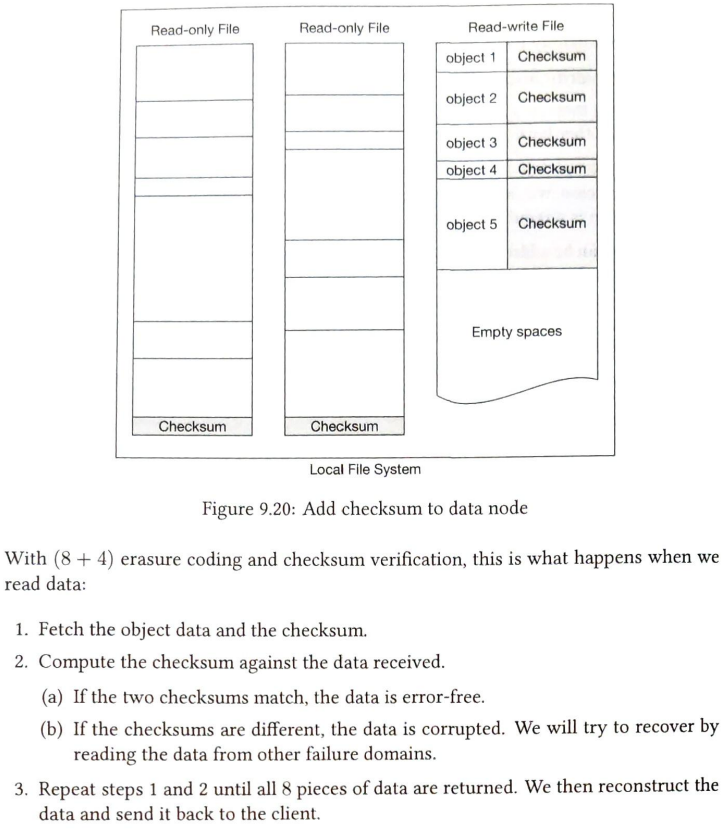 Read-only File
Read-only File
Read-write File
object 1 Checksum
object 2 Checksum
object 3 Checksum
object 4 Checksum
object 5 Checksum
Empty spaces
Checksum
Checksum
Local File System
Figure 9.20: Add checksum to data node
With (8 + 4) erasure coding and checksum verification, this is what happens when we
read data:
1. Fetch the object data and the checksum.
2. Compute the checksum against the data received.
(a) If the two checksums match, the data is error-free.
(b) If the checksums are different, the data is corrupted. We will try to recover by
reading the data from other failure domains.
3. Repeat steps 1 and 2 until all 8 pieces of data are returned. We then reconstruct the
data and send it back to the client.